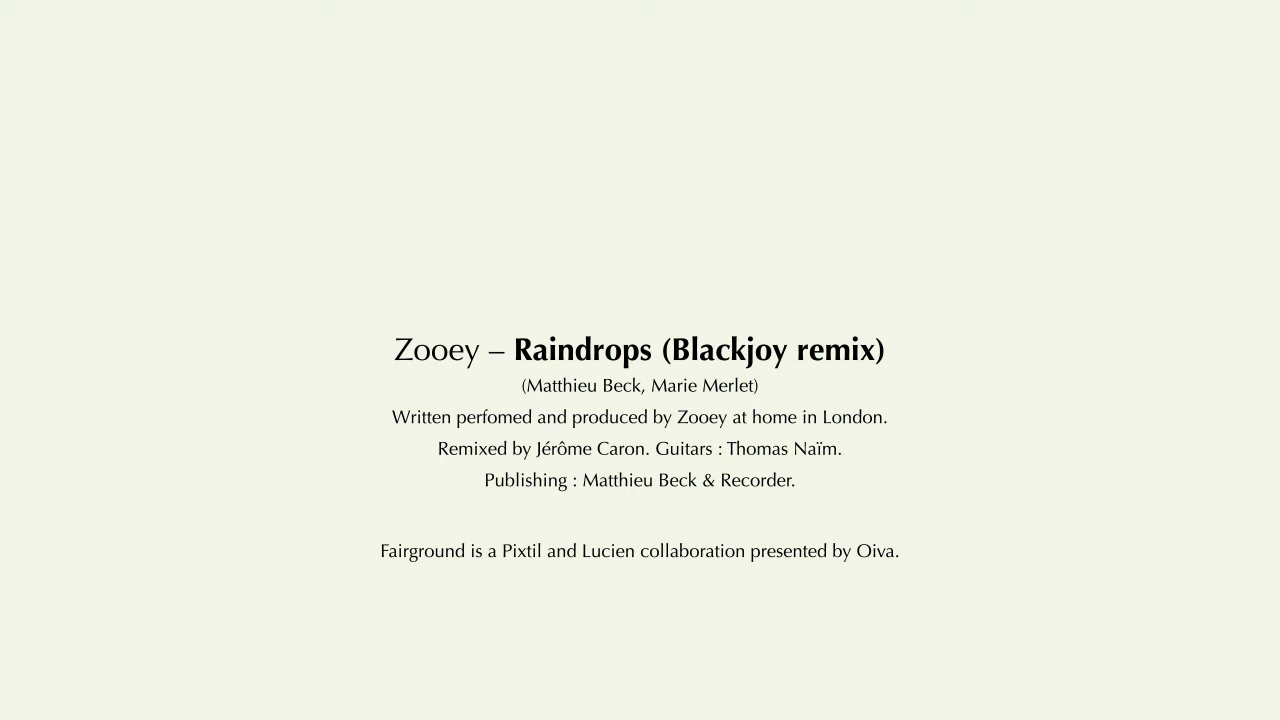 Zooey – Raindrops (Blackjoy remix)
(Matthieu Beck, Marie Merlet)
Written perfomed and produced by Zooey at home in London.
Remixed by Jérôme Caron. Guitars : Thomas Naïm.
Publishing : Matthieu Beck & Recorder.
Fairground is a Pixtil and Lucien collaboration presented by Oiva.